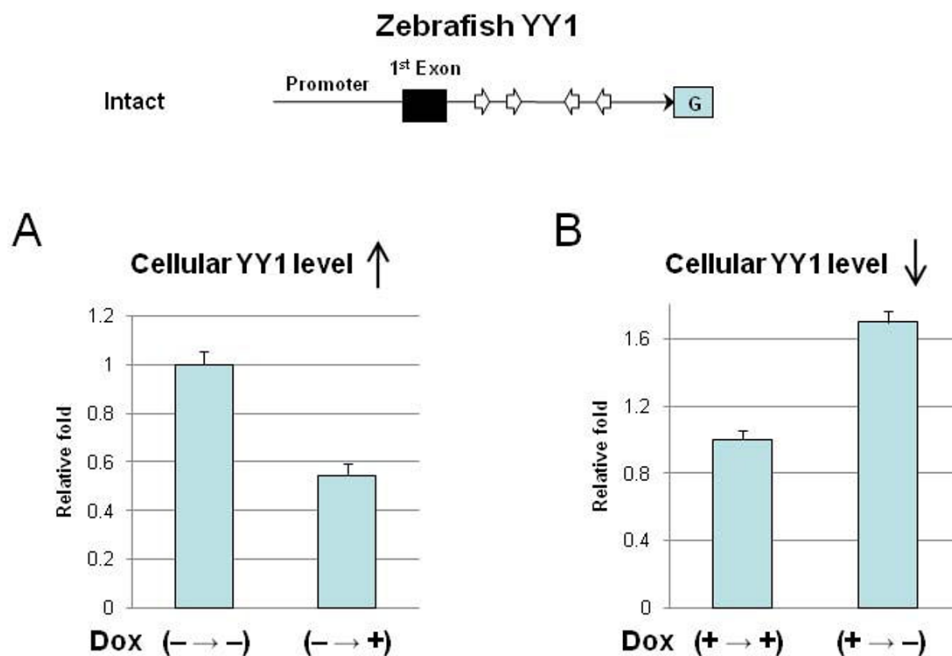 Zebrafish YY1
1st Exon
Promoter
Intact
G
A
Cellular YY1 level ↑
Relative fold
1.2
1
0.8
0.6
0.4
0.2
0
Dox (– → –) (– → +)
B
Cellular YY1 level ↓
Relative fold
1.6
1.2
0.8
0.4
0
Dox (+ → +) (+ → –)